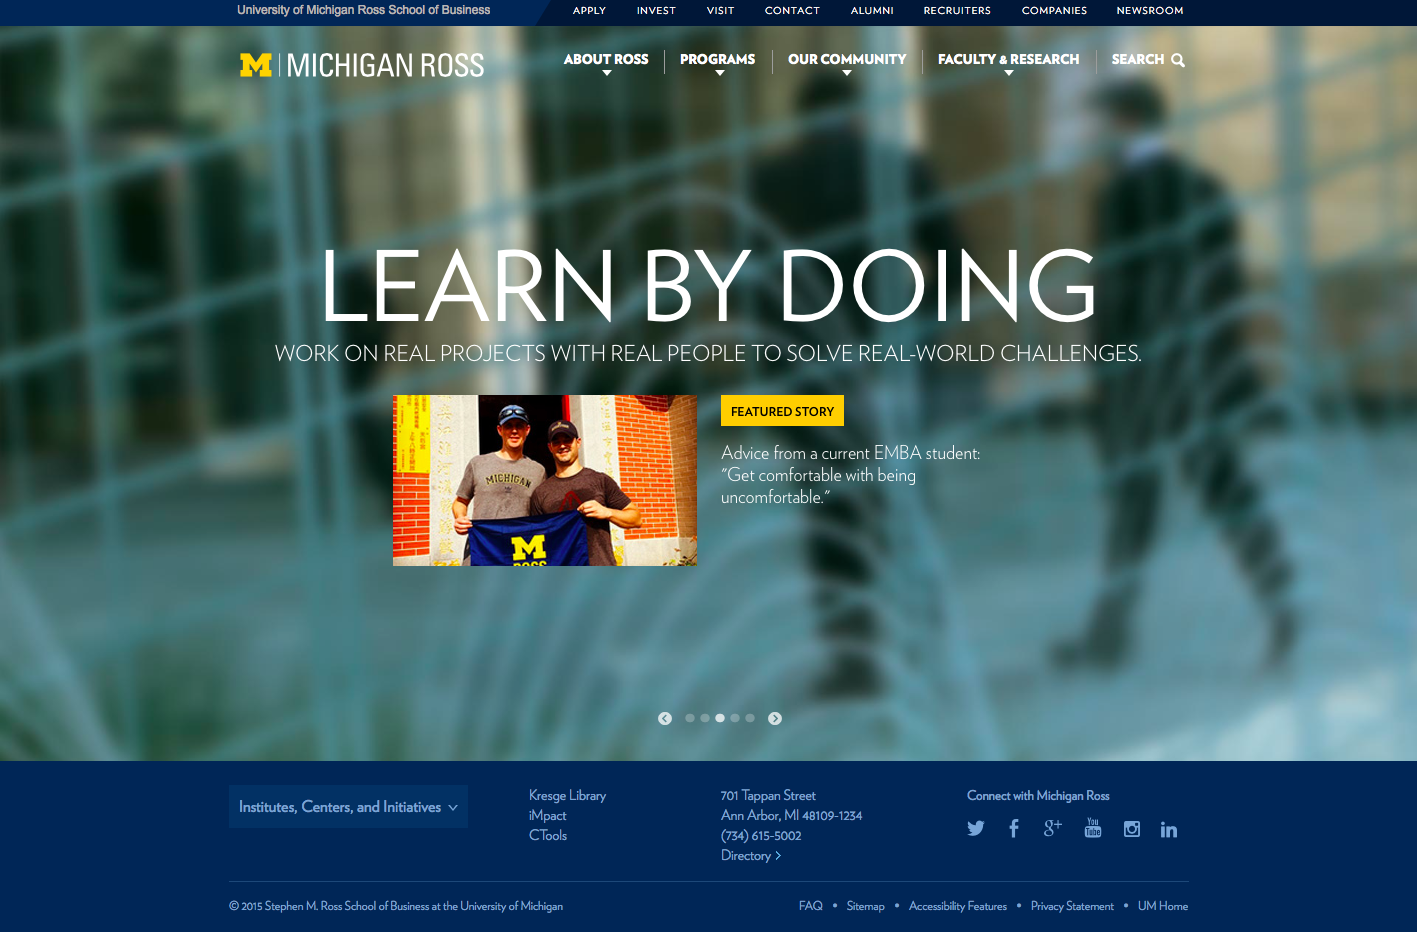 University of Michigan Ross School of Business
APPLY INVEST VISIT CONTACT ALUMNI RECRUITERS COMPANIES NEWSROOM
M MICHIGAN ROSS
ABOUT ROSS PROGRAMS OUR COMMUNITY FACULTY & RESEARCH SEARCH
LEARN BY DOING
WORK ON REAL PROJECTS WITH REAL PEOPLE TO SOLVE REAL-WORLD CHALLENGES.
MICHIGAN
M
ROSS
FEATURED STORY
Advice from a current EMBA student:
"Get comfortable with being
uncomfortable."
Institutes, Centers, and Initiatives
Kresge Library
iMpact
CTools
701 Tappan Street
Ann Arbor, MI 48109-1234
(734) 615-5002
Directory >
Connect with Michigan Ross
g+ You Tube in
© 2015 Stephen M. Ross School of Business at the University of Michigan
FAQ • Sitemap • Accessibility Features • Privacy Statement • UM Home